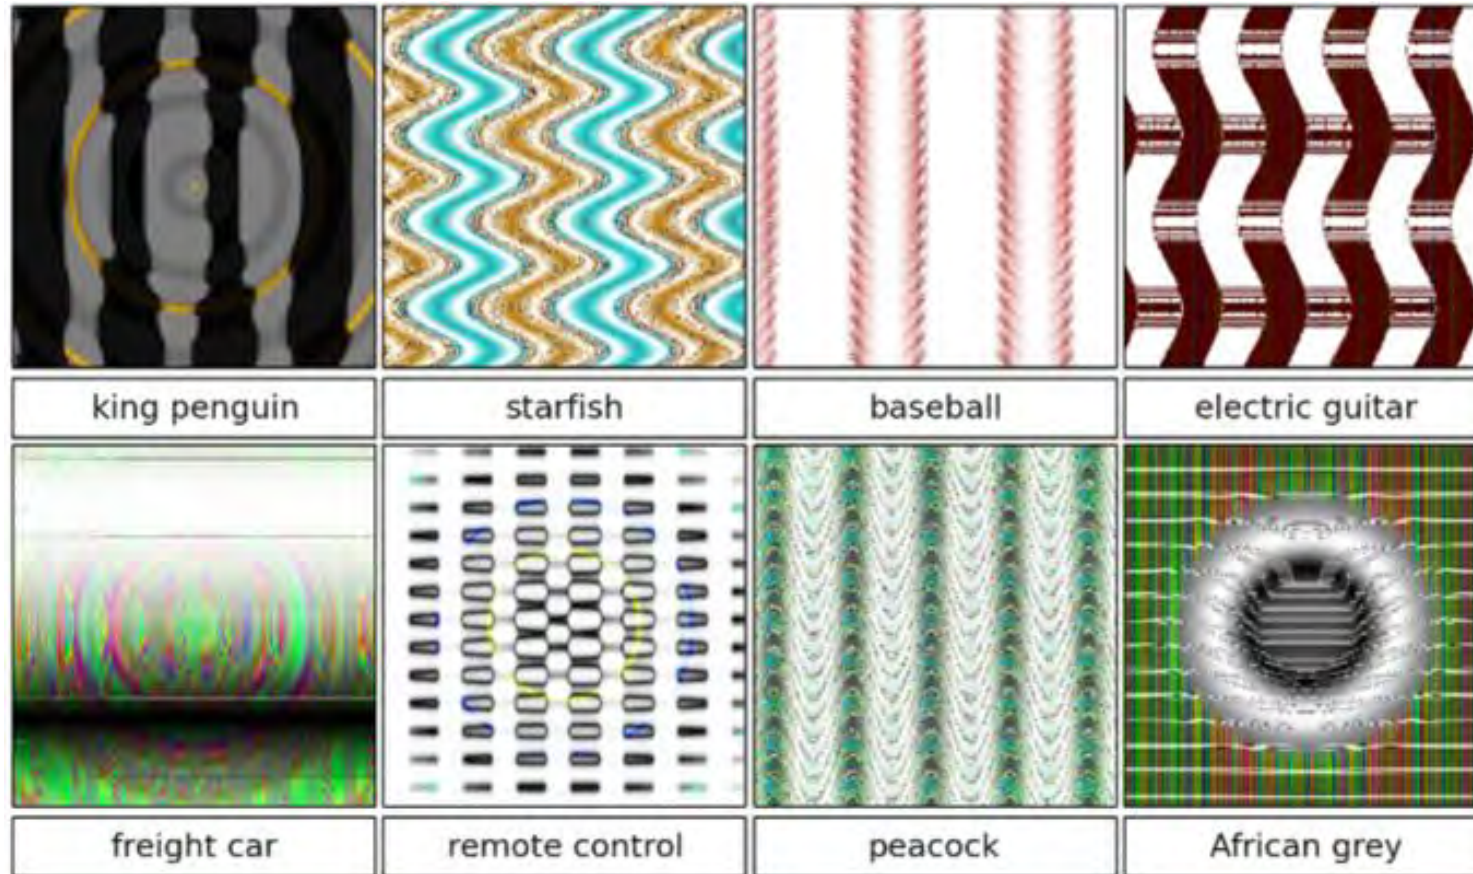 king penguin
starfish
baseball
electric guitar
freight car
remote control
peacock
African grey